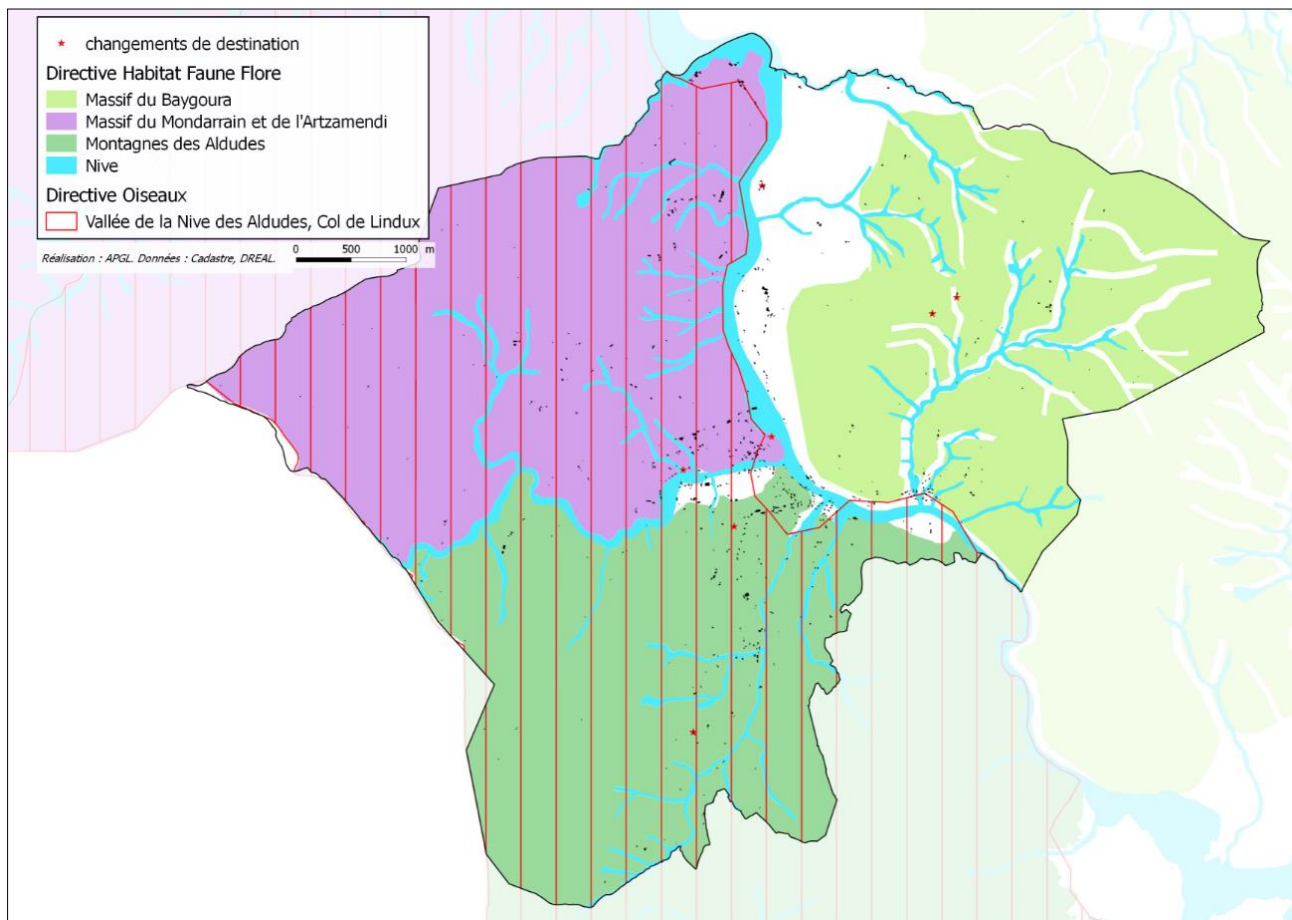 changements de destination
Directive Habitat Faune Flore
Massif du Baygoura
Massif du Mondarrain et de l'Artzamendi
Montagnes des Aldudes
Nive
Directive Oiseaux
Vallée de la Nive des Aldudes, Col de Lindux
0 500 1000 m
Réalisation : APGL. Données : Cadastre, DREAL.